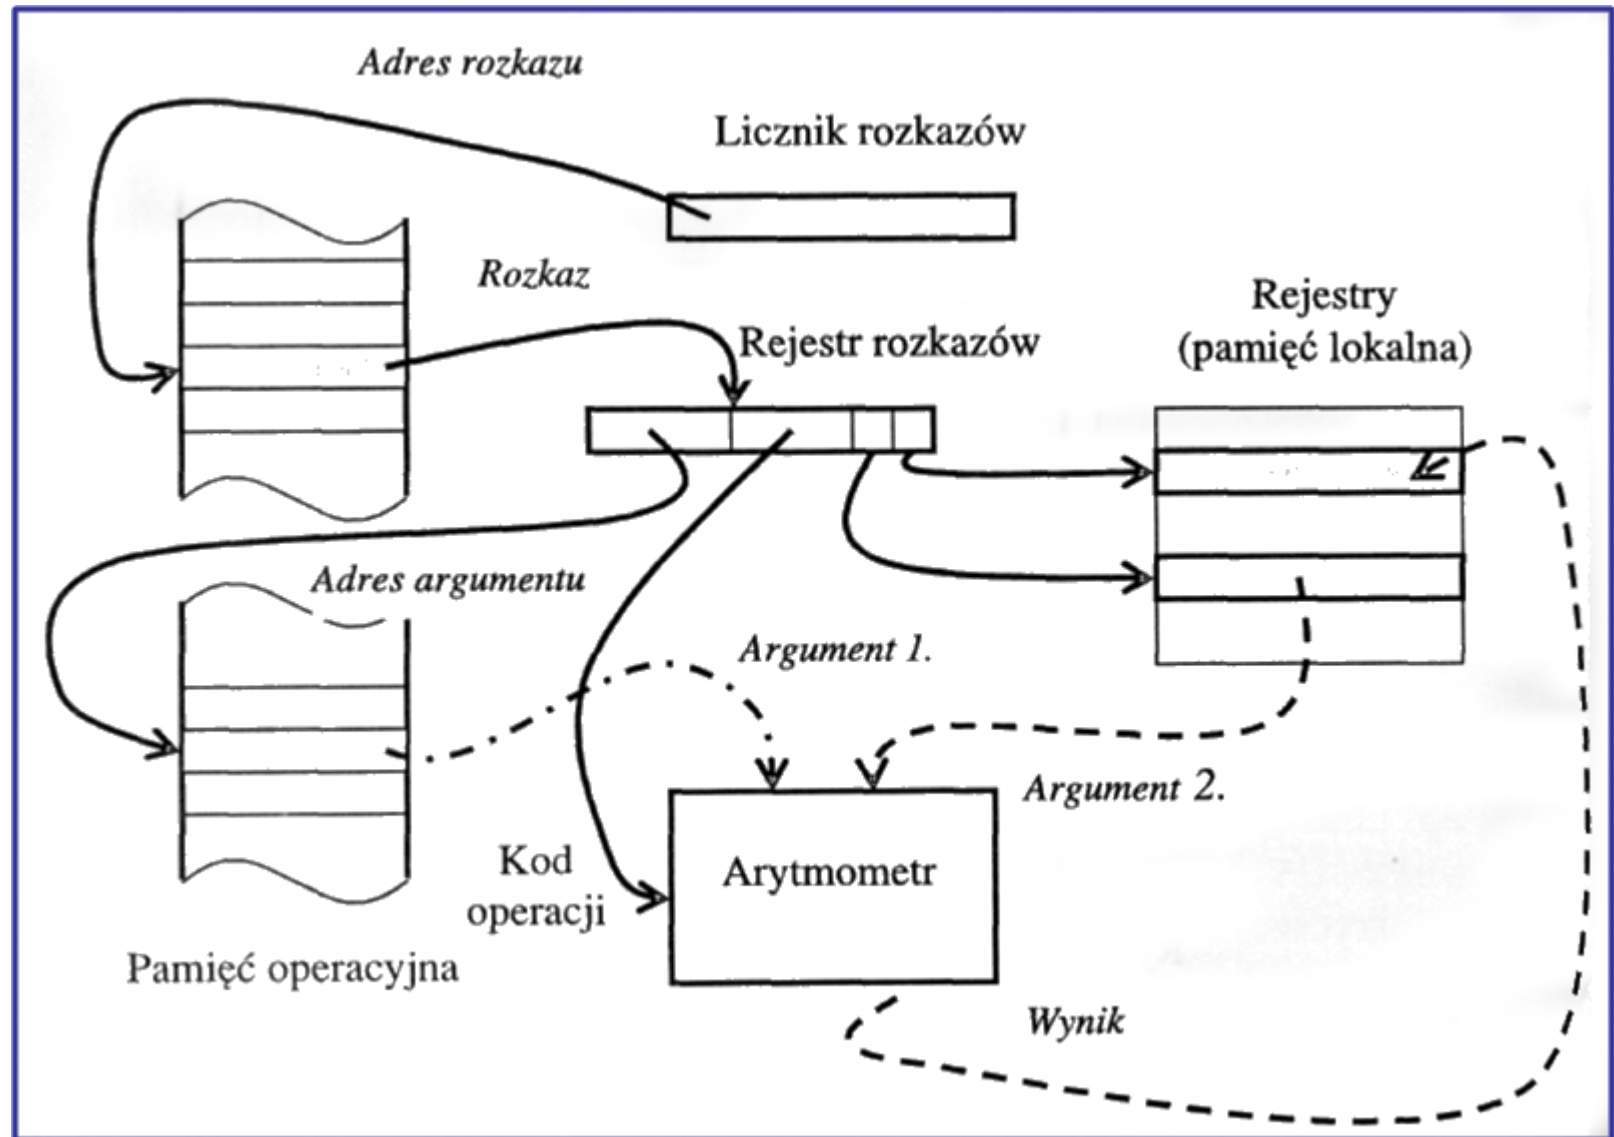 Adres rozkazu
Licznik rozkazów
Rozkaz
Rejestr rozkazów
Rejestry
(pamięć lokalna)
Adres argumentu
Argument 1.
Argument 2.
Kod
operacji
Arytmometr
Pamięć operacyjna
Wynik